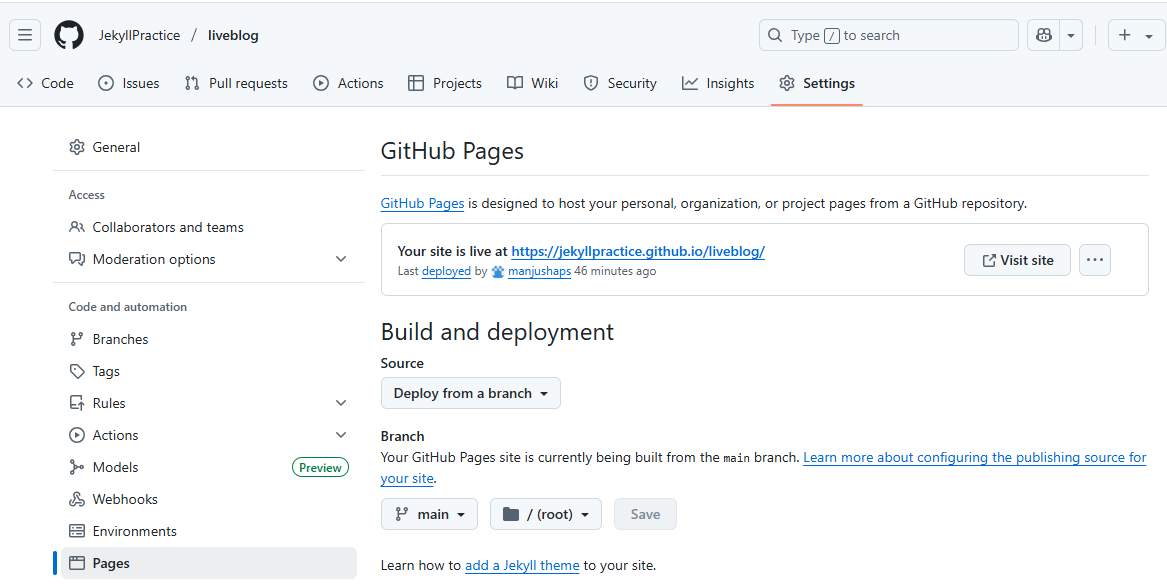 JekyllPractice / liveblog
Type / to search
Code Issues Pull requests Actions Projects Wiki Security Insights Settings
General
Access
Collaborators and teams
Moderation options
Code and automation
Branches
Tags
Rules
Actions
Models Preview
Webhooks
Environments
Pages
GitHub Pages
GitHub Pages is designed to host your personal, organization, or project pages from a GitHub repository.
Your site is live at https://jekyllpractice.github.io/liveblog/
Last deployed by manjushaps 46 minutes ago
Visit site
Build and deployment
Source
Deploy from a branch
Branch
Your GitHub Pages site is currently being built from the main branch. Learn more about configuring the publishing source for
your site.
main / (root) Save
Learn how to add a Jekyll theme to your site.